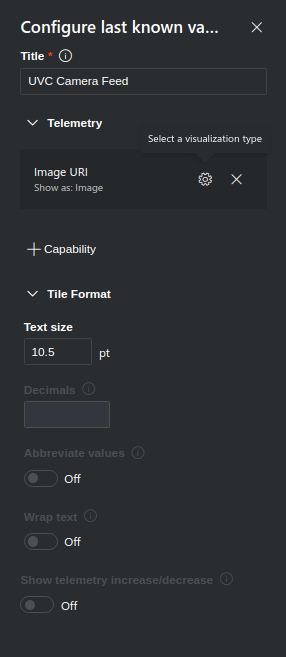 Configure last known va...
Title *
UVC Camera Feed
Telemetry
Select a visualization type
Image URI
Show as: Image
Capability
Tile Format
Text size
10.5 pt
Decimals
Abbreviate values
Off
Wrap text
Off
Show telemetry increase/decrease
Off